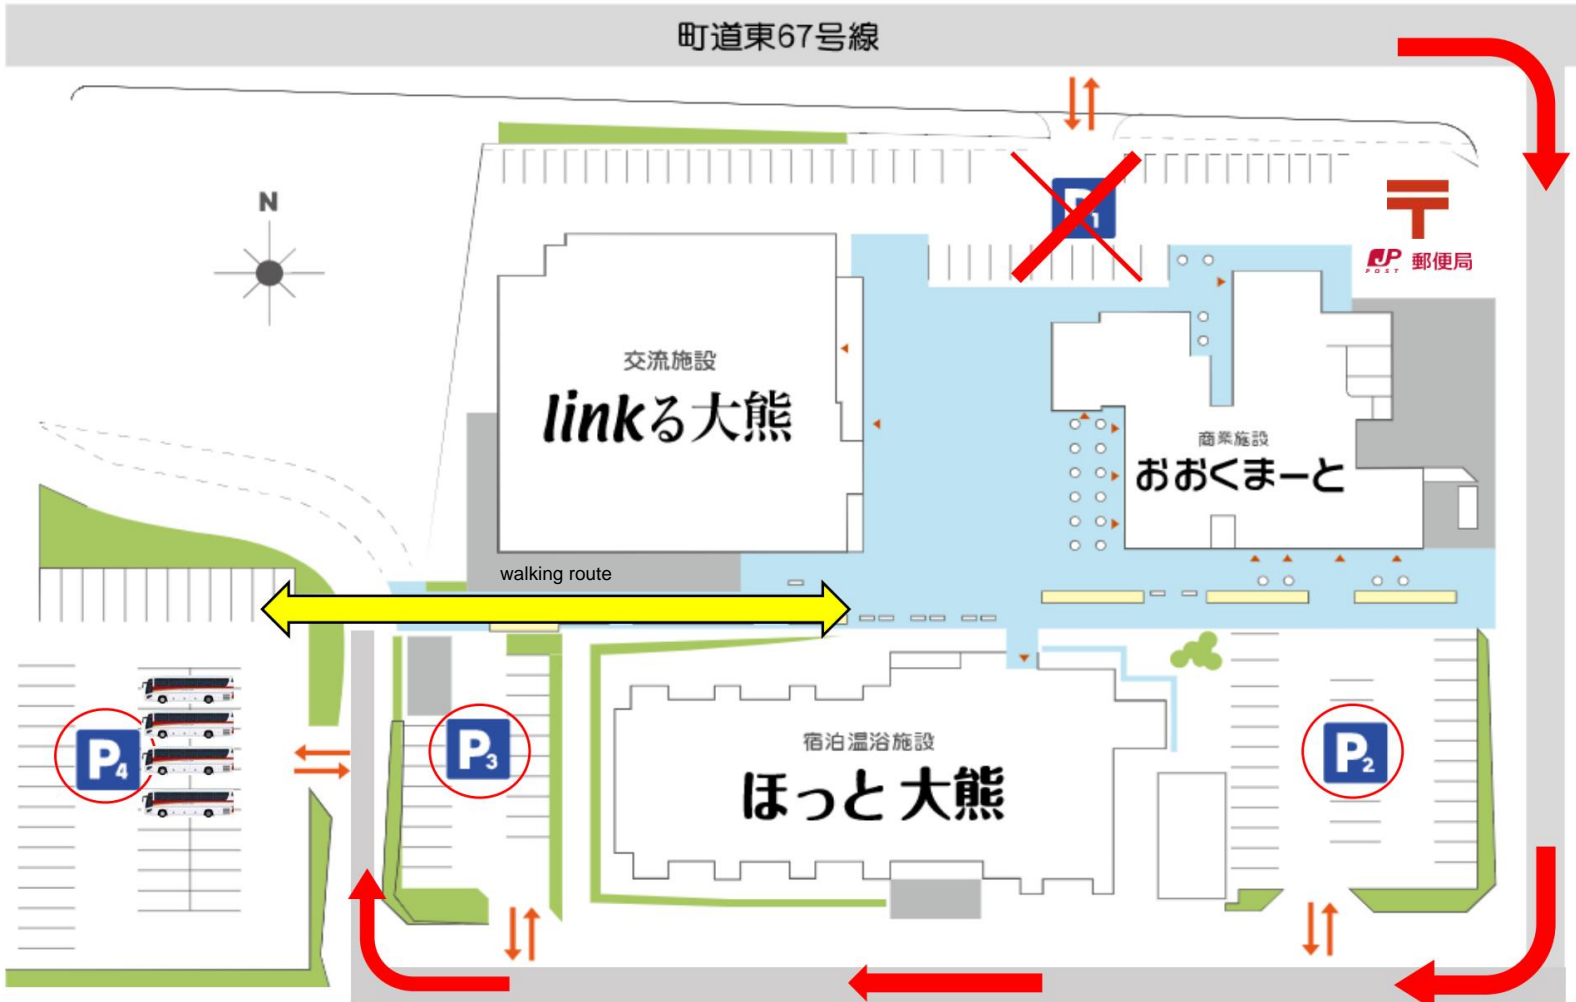 町道東67号線
N
P1
JP
POST
郵便局
交流施設
linkる大熊
商業施設
おおくまーと
walking route
P4
P3
宿泊温浴施設
ほっと大熊
P2